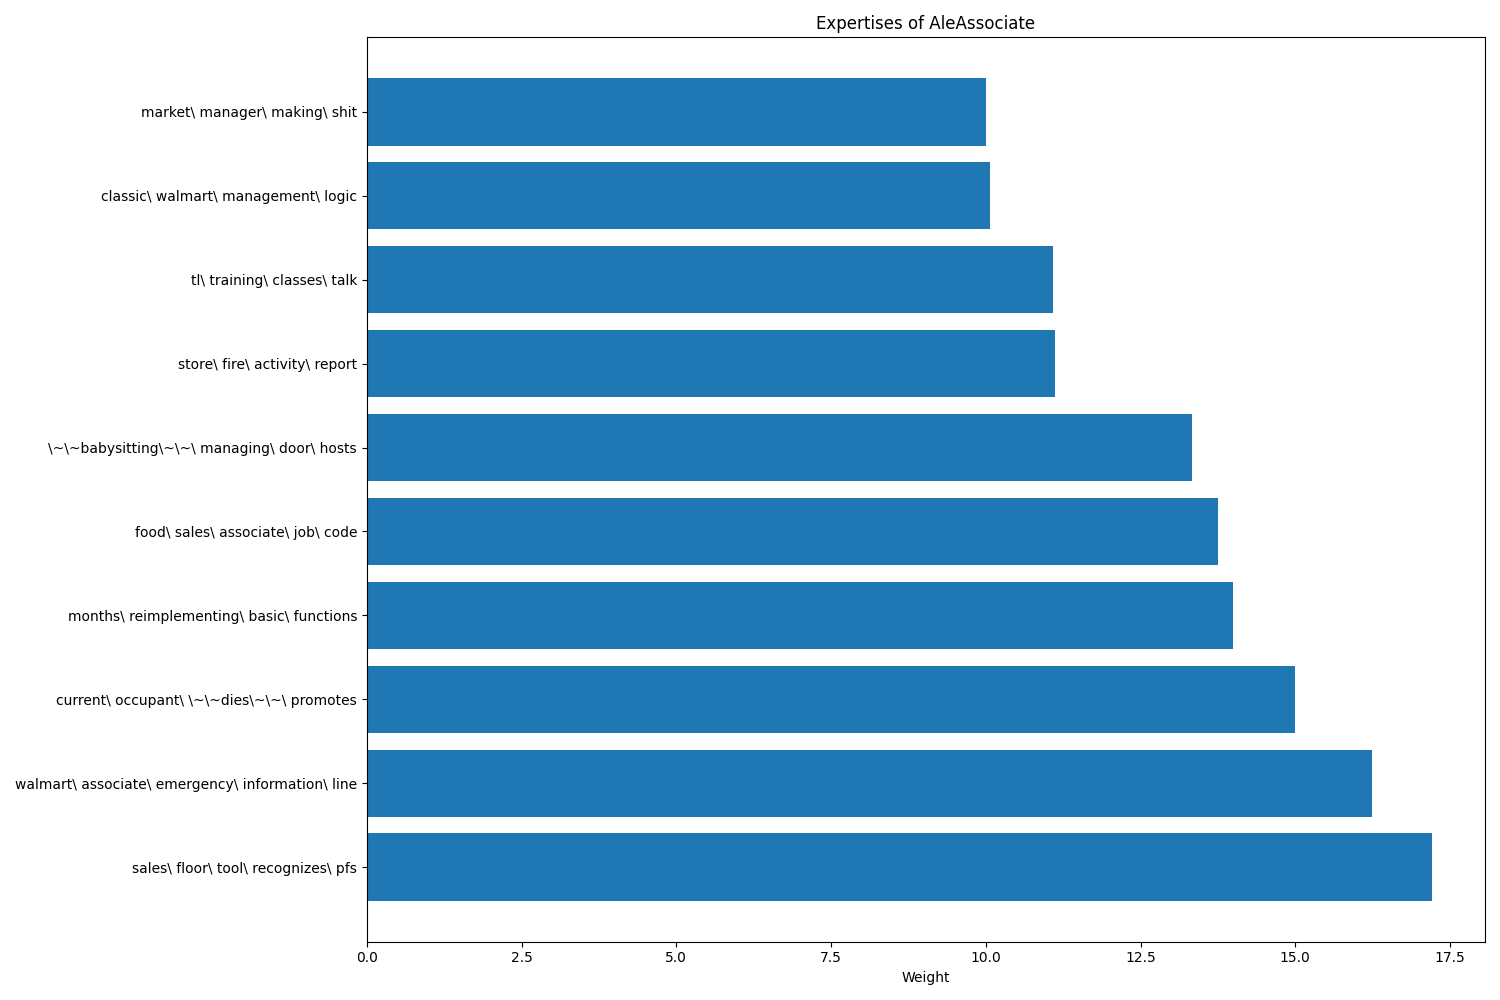 Expertises of AleAssociate
market\ manager\ making\ shit
classic\ walmart\ management\ logic
tl\ training\ classes\ talk
store\ fire\ activity\ report
\~\~babysitting\~\~\ managing\ door\ hosts
food\ sales\ associate\ job\ code
months\ reimplementing\ basic\ functions
current\ occupant\ \~\~dies\~\~\ promotes
walmart\ associate\ emergency\ information\ line
sales\ floor\ tool\ recognizes\ pfs
0.0 2.5 5.0 7.5 10.0 12.5 15.0 17.5
Weight